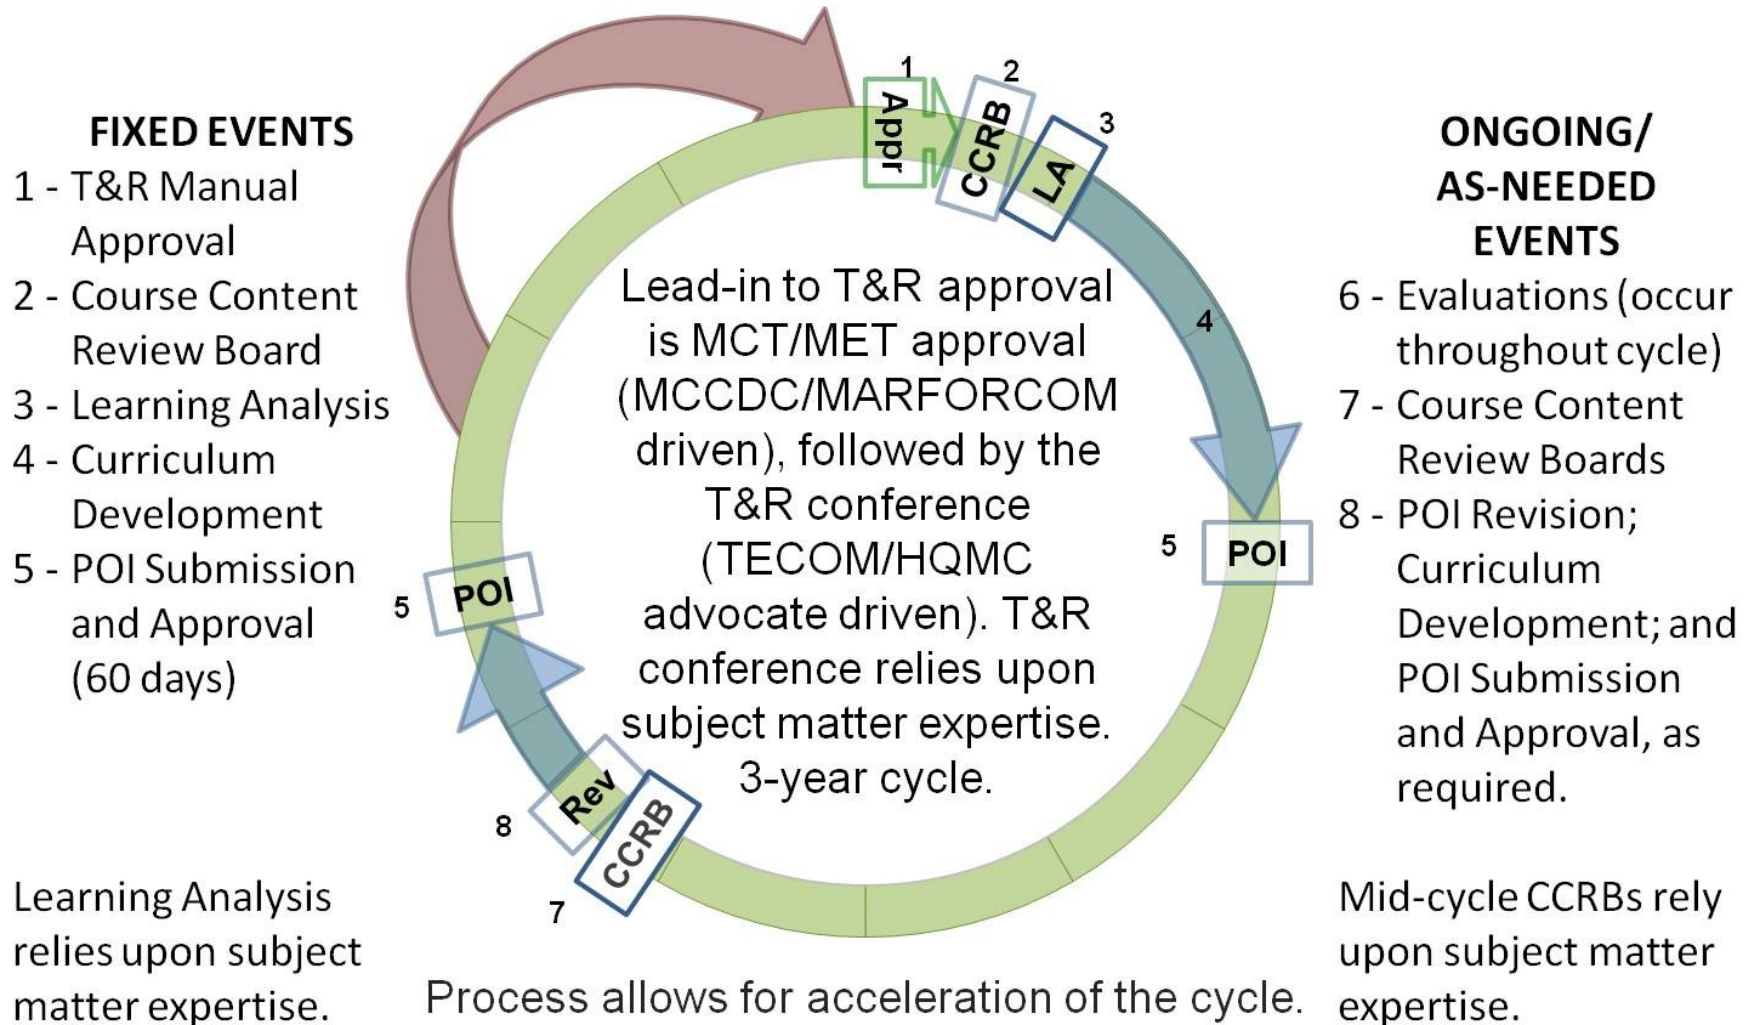 FIXED EVENTS
1 - T&R Manual
Approval
2 - Course Content
Review Board
3 - Learning Analysis
4 - Curriculum
Development
5 - POI Submission
and Approval
(60 days)
Learning Analysis
relies upon subject
matter expertise.
1
Appr
2
CCRB
3
LA
4
5
POI
7
CCRB
8
Rev
5
POI
Lead-in to T&R approval
is MCT/MET approval
(MCCDC/MARFORCOM
driven), followed by the
T&R conference
(TECOM/HQMC
advocate driven). T&R
conference relies upon
subject matter expertise.
3-year cycle.
Process allows for acceleration of the cycle.
ONGOING/
AS-NEEDED
EVENTS
6 - Evaluations (occur
throughout cycle)
7 - Course Content
Review Boards
8 - POI Revision;
Curriculum
Development; and
POI Submission
and Approval, as
required.
Mid-cycle CCRBs rely
upon subject matter
expertise.